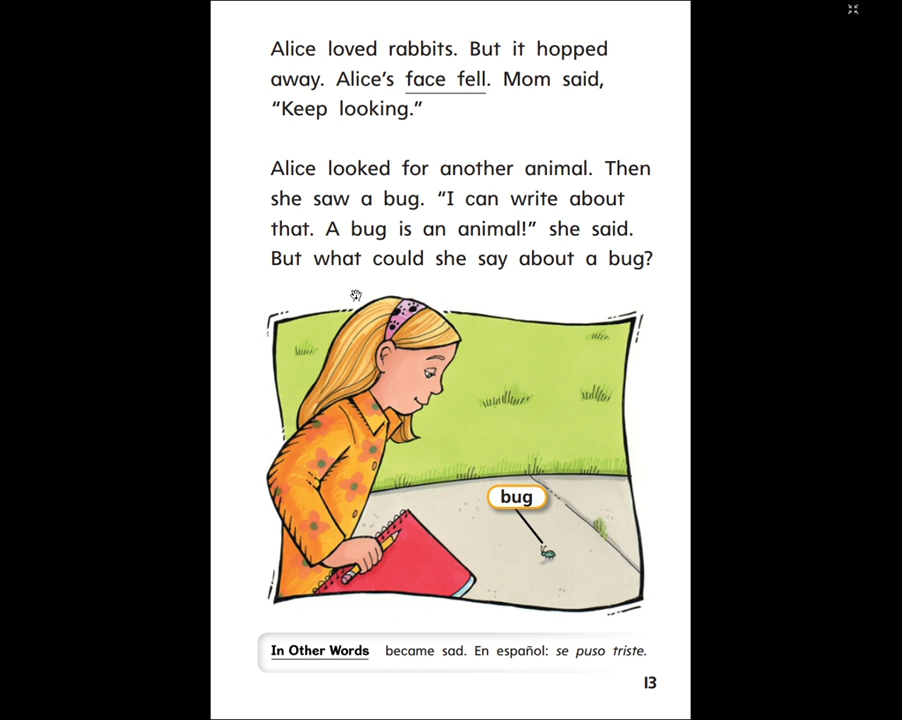 Alice loved rabbits. But it hopped
away. Alice’s face fell. Mom said,
“Keep looking.”
Alice looked for another animal. Then
she saw a bug. “I can write about
that. A bug is an animal!” she said.
But what could she say about a bug?
bug
In Other Words became sad. En español: se puso triste.
13